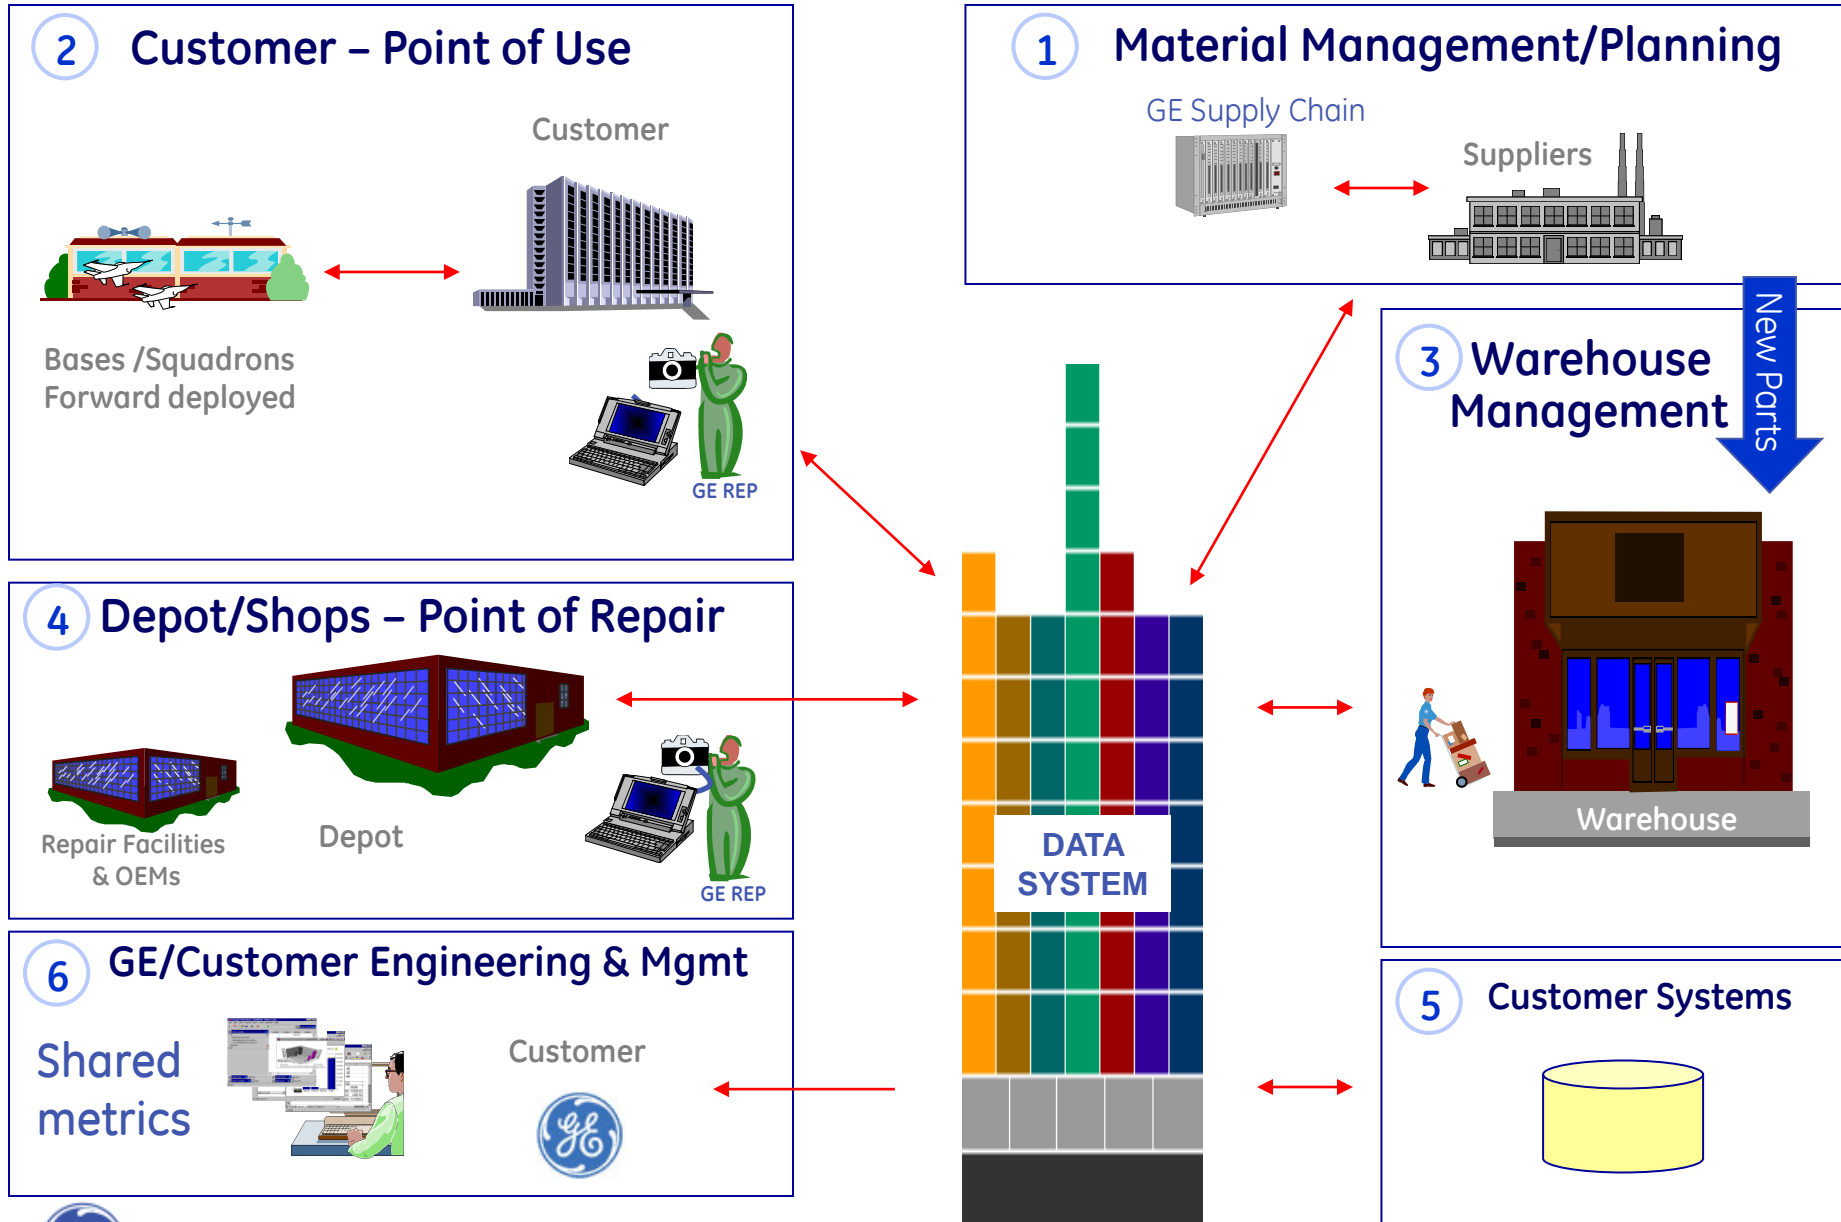 2
Customer – Point of Use
Customer
Bases /Squadrons
Forward deployed
GE REP
1
Material Management/Planning
GE Supply Chain
Suppliers
New Parts
3
Warehouse
Management
Warehouse
4
Depot/Shops – Point of Repair
Repair Facilities
& OEMs
Depot
GE REP
DATA
SYSTEM
6
GE/Customer Engineering & Mgmt
Shared
metrics
Customer
GE
5
Customer Systems